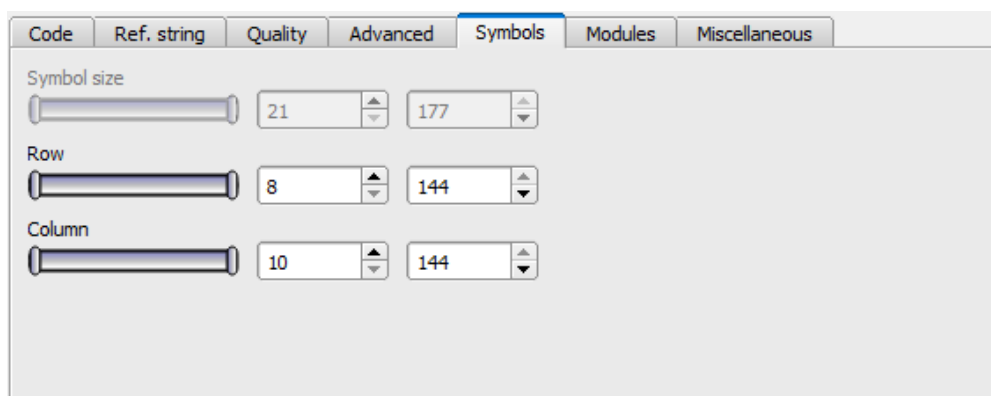 Code Ref. string Quality Advanced Symbols Modules Miscellaneous
Symbol size
21 177
Row
8 144
Column
10 144